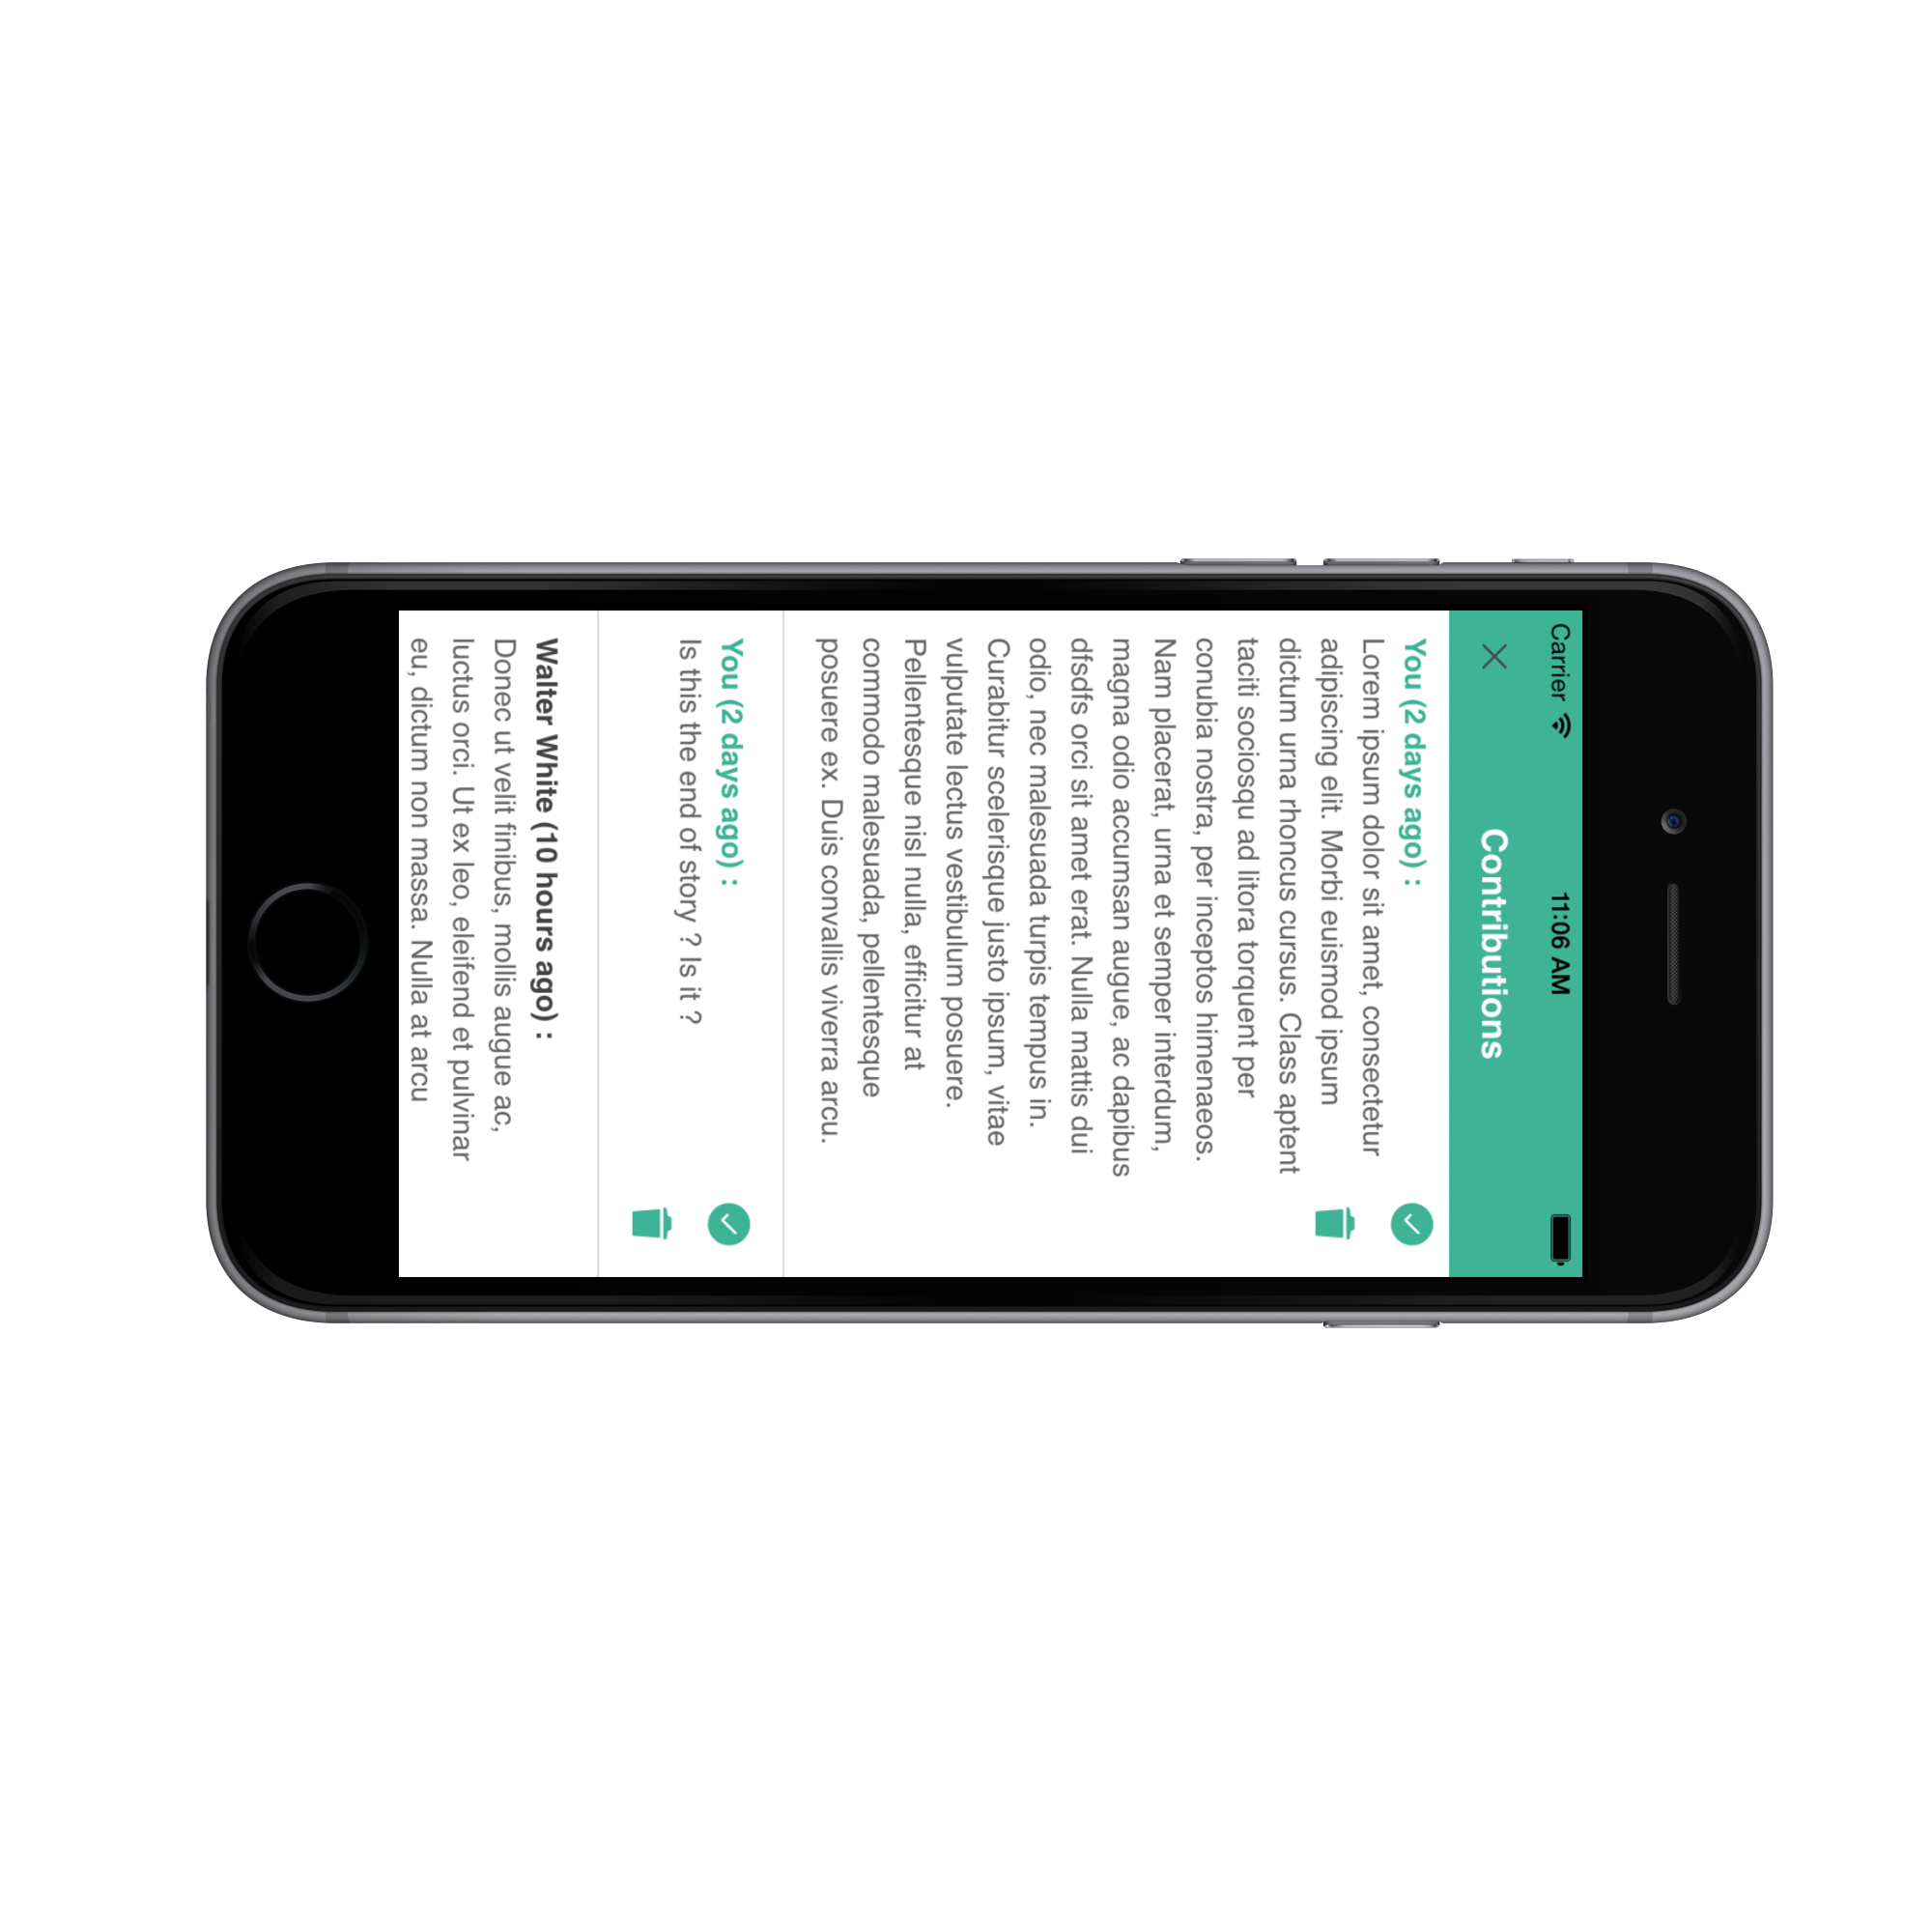 Carrier 11:06 AM
Contributions
You (2 days ago) :
Lorem ipsum dolor sit amet, consectetur
adipiscing elit. Morbi euismod ipsum
dictum urna rhoncus cursus. Class aptent
taciti sociosqu ad litora torquent per
conubia nostra, per inceptos himenaeos.
Nam placerat, urna et semper interdum,
magna odio accumsan augue, ac dapibus
dfsdfs orci sit amet erat. Nulla mattis dui
odio, nec malesuada turpis tempus in.
Curabitur scelerisque justo ipsum, vitae
vulputate lectus vestibulum posuere.
Pellentesque nisl nulla, efficitur at
commodo malesuada, pellentesque
posuere ex. Duis convallis viverra arcu.
You (2 days ago) :
Is this the end of story ? Is it ?
Walter White (10 hours ago) :
Donec ut velit finibus, mollis augue ac,
luctus orci. Ut ex leo, eleifend et pulvinar
eu, dictum non massa. Nulla at arcu